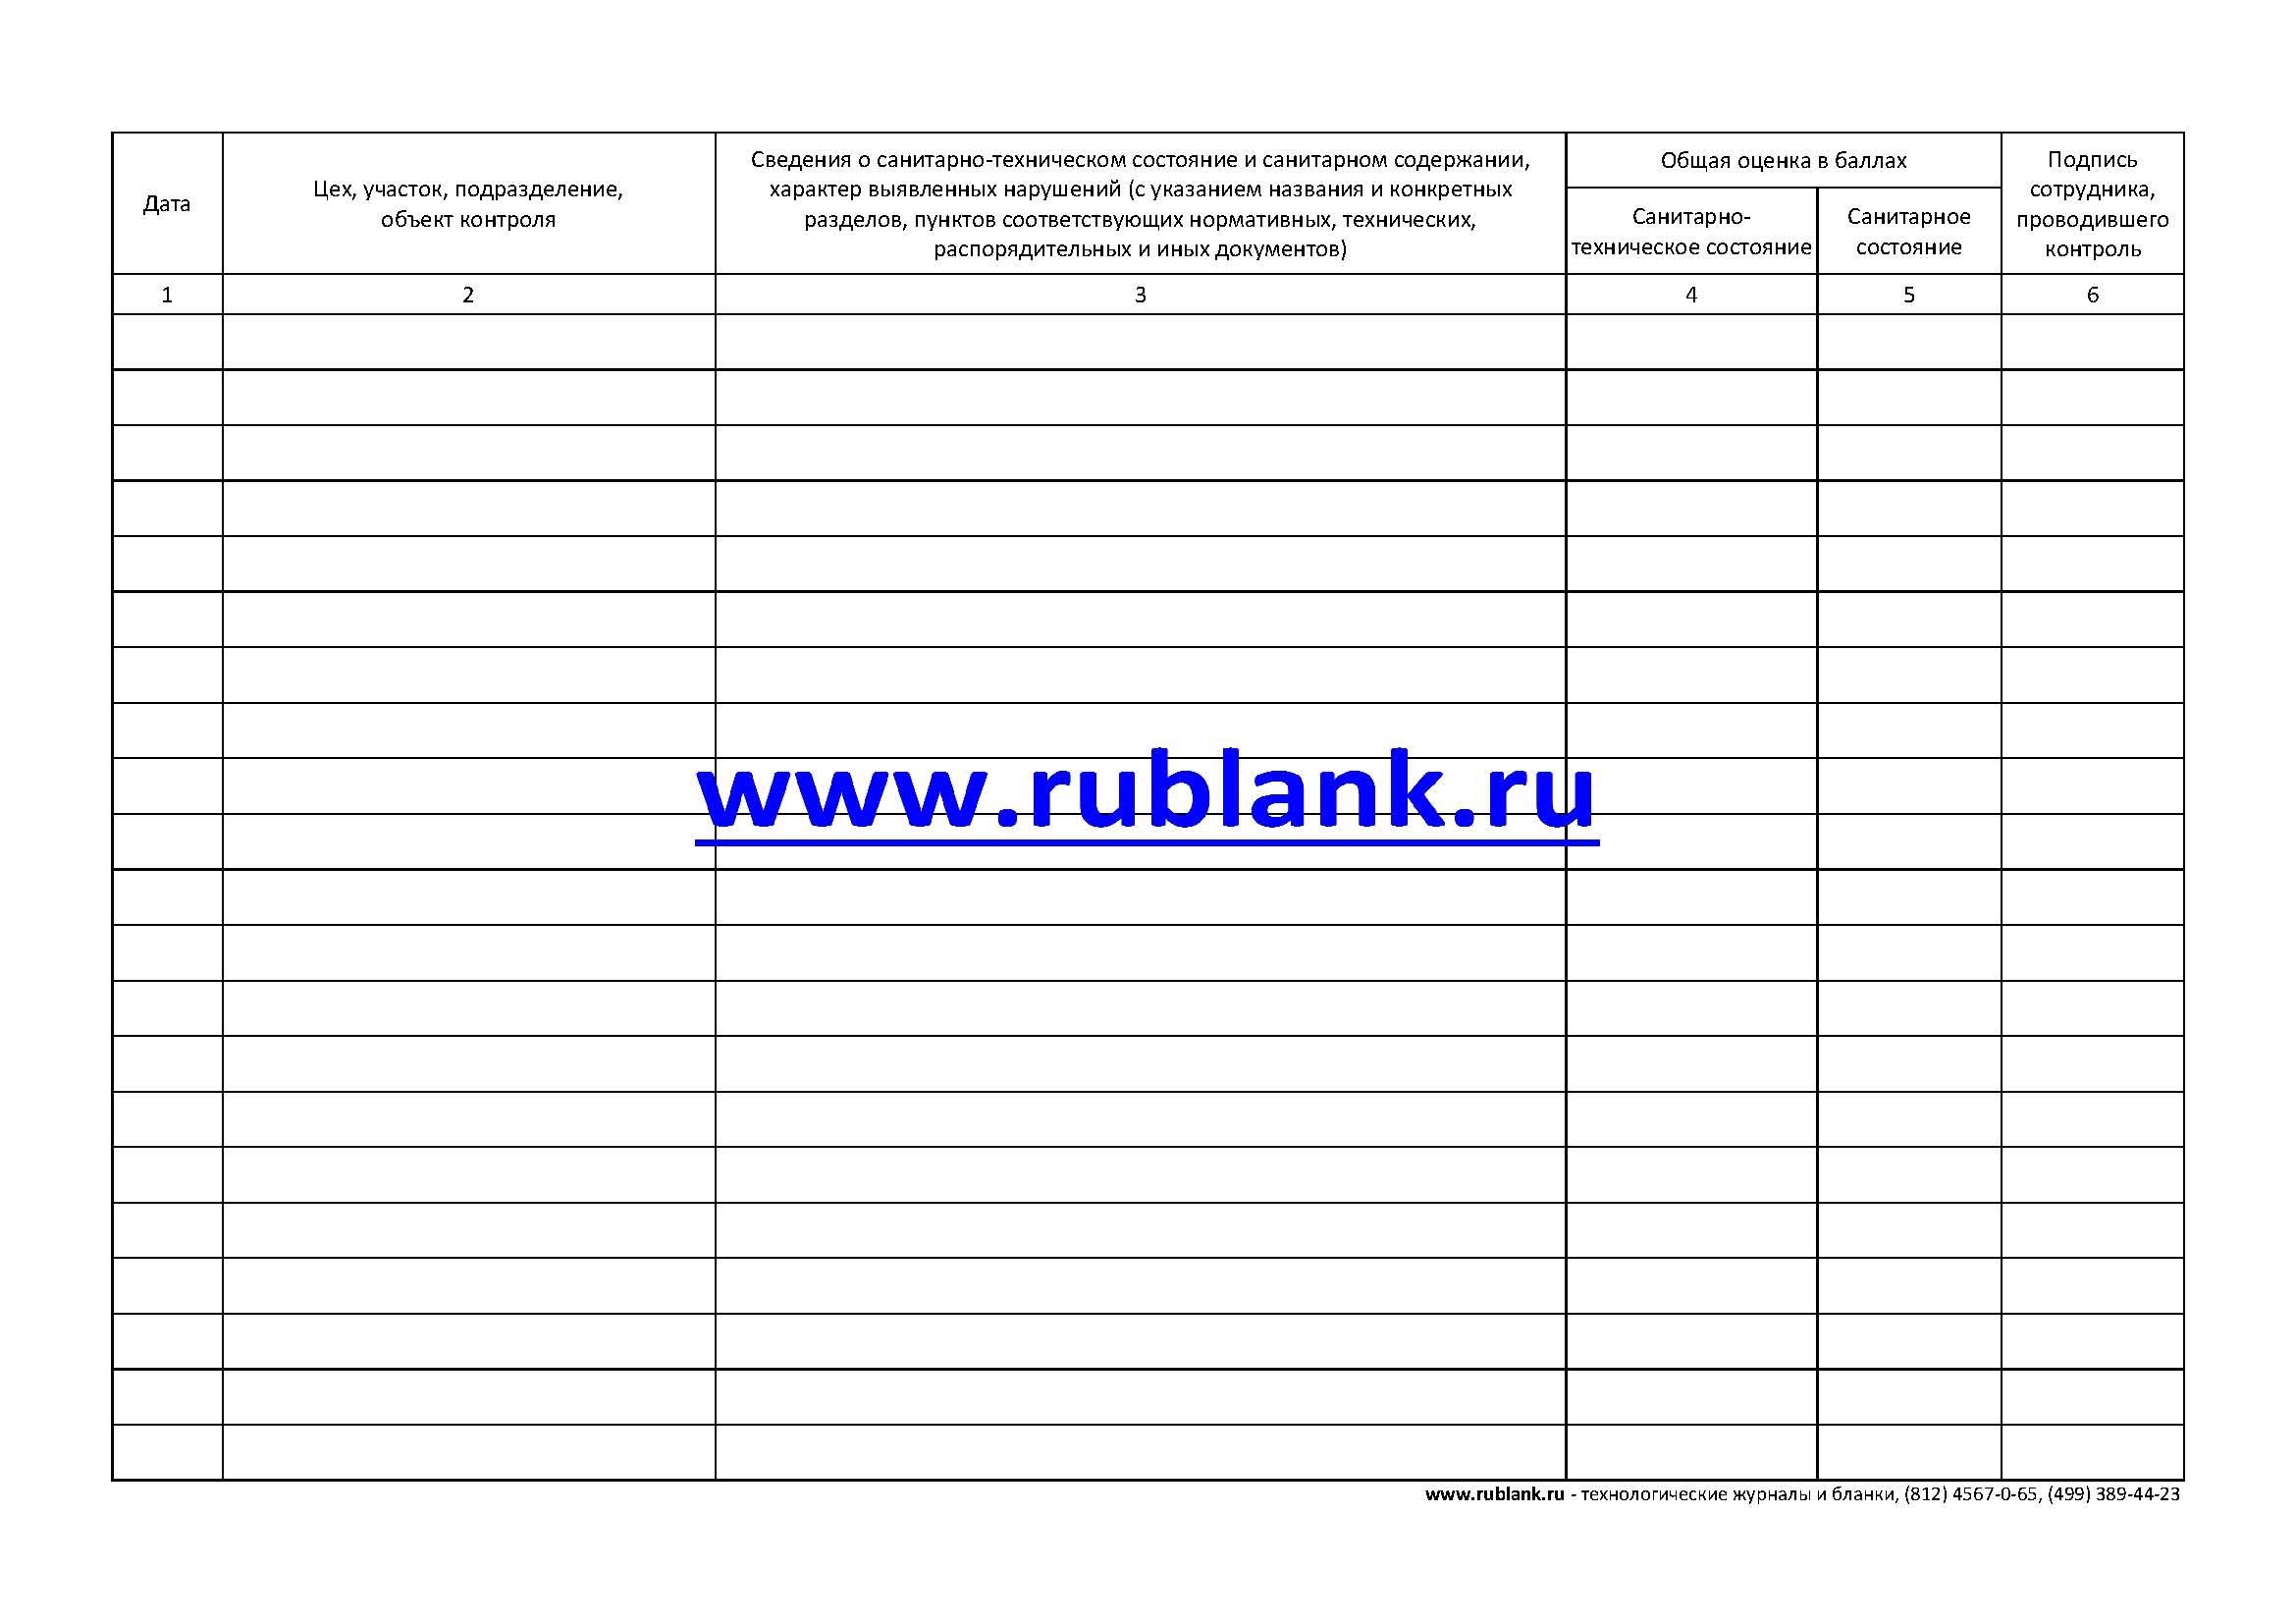 Дата
Цех, участок, подразделение,
объект контроля
Сведения о санитарно-техническом состояние и санитарном содержании,
характер выявленных нарушений (с указанием названия и конкретных
разделов, пунктов соответствующих нормативных, технических,
распорядительных и иных документов)
Общая оценка в баллах
Санитарно-
техническое состояние
Санитарное
состояние
Подпись
сотрудника,
проводившего
контроль
1 2 3 4 5 6
www.rublank.ru
www.rublank.ru - технологические журналы и бланки, (812) 4567-0-65, (499) 389-44-23